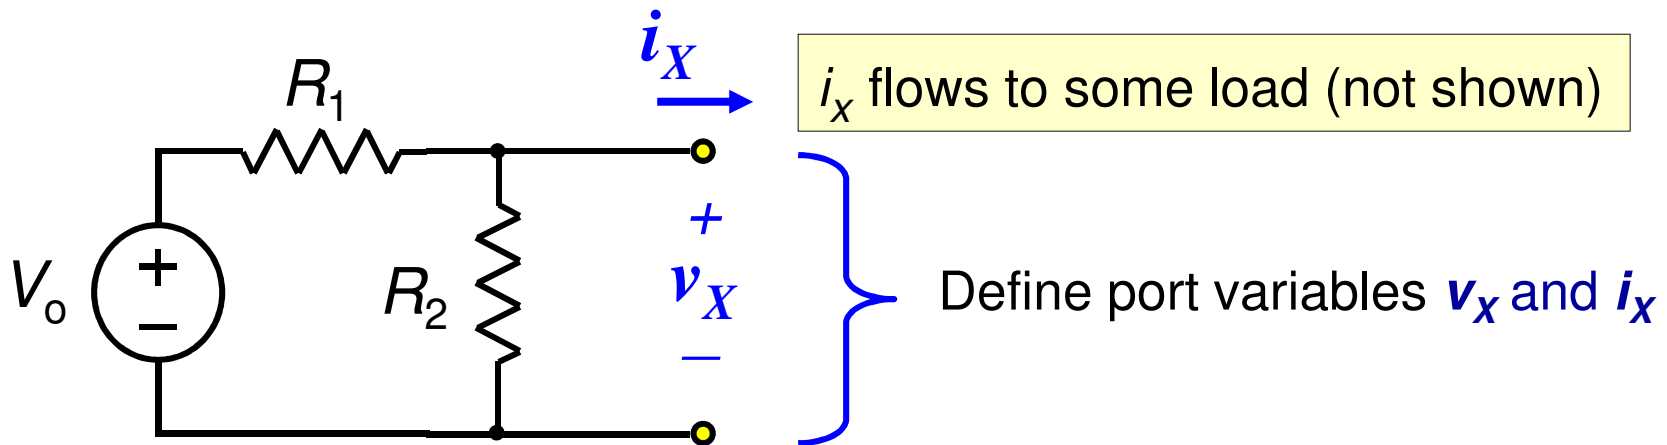 i_X
i_x flows to some load (not shown)
R_1
+
V_o
+
−
R_2
v_X
−
Define port variables v_X and i_X